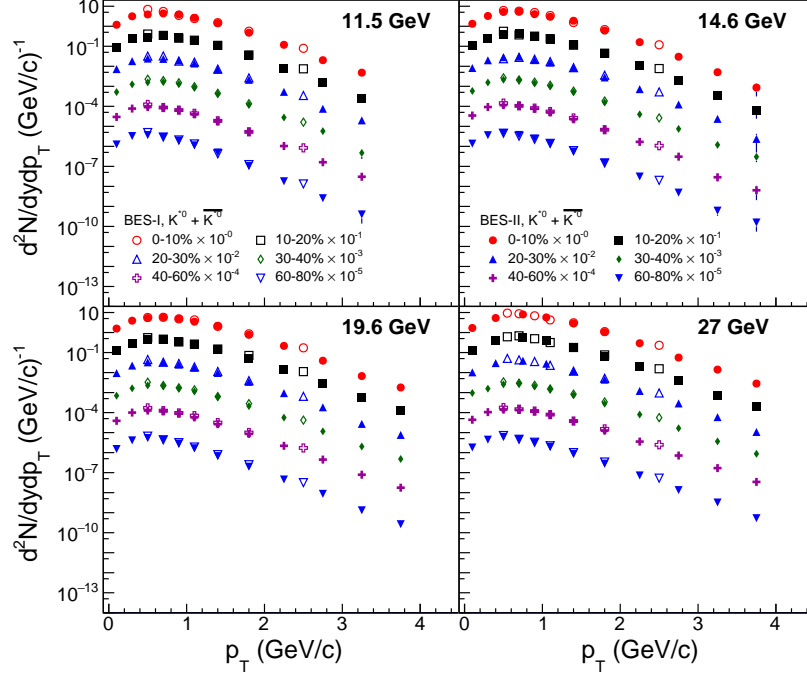 11.5 GeV
14.6 GeV
d²N/dydp_T (GeV/c)⁻¹
10⁻¹
10⁻⁴
10⁻⁷
10⁻¹⁰
10⁻¹³
BES-I, K*⁰ + K̅*⁰
0-10% × 10⁻⁰
10-20% × 10⁻¹
20-30% × 10⁻²
30-40% × 10⁻³
40-60% × 10⁻⁴
60-80% × 10⁻⁵
BES-II, K*⁰ + K̅*⁰
0-10% × 10⁻⁰
10-20% × 10⁻¹
20-30% × 10⁻²
30-40% × 10⁻³
40-60% × 10⁻⁴
60-80% × 10⁻⁵
19.6 GeV
27 GeV
d²N/dydp_T (GeV/c)⁻¹
10
10⁻¹
10⁻⁴
10⁻⁷
10⁻¹⁰
10⁻¹³
0 1 2 3 4
0 1 2 3 4
p_T (GeV/c)
p_T (GeV/c)